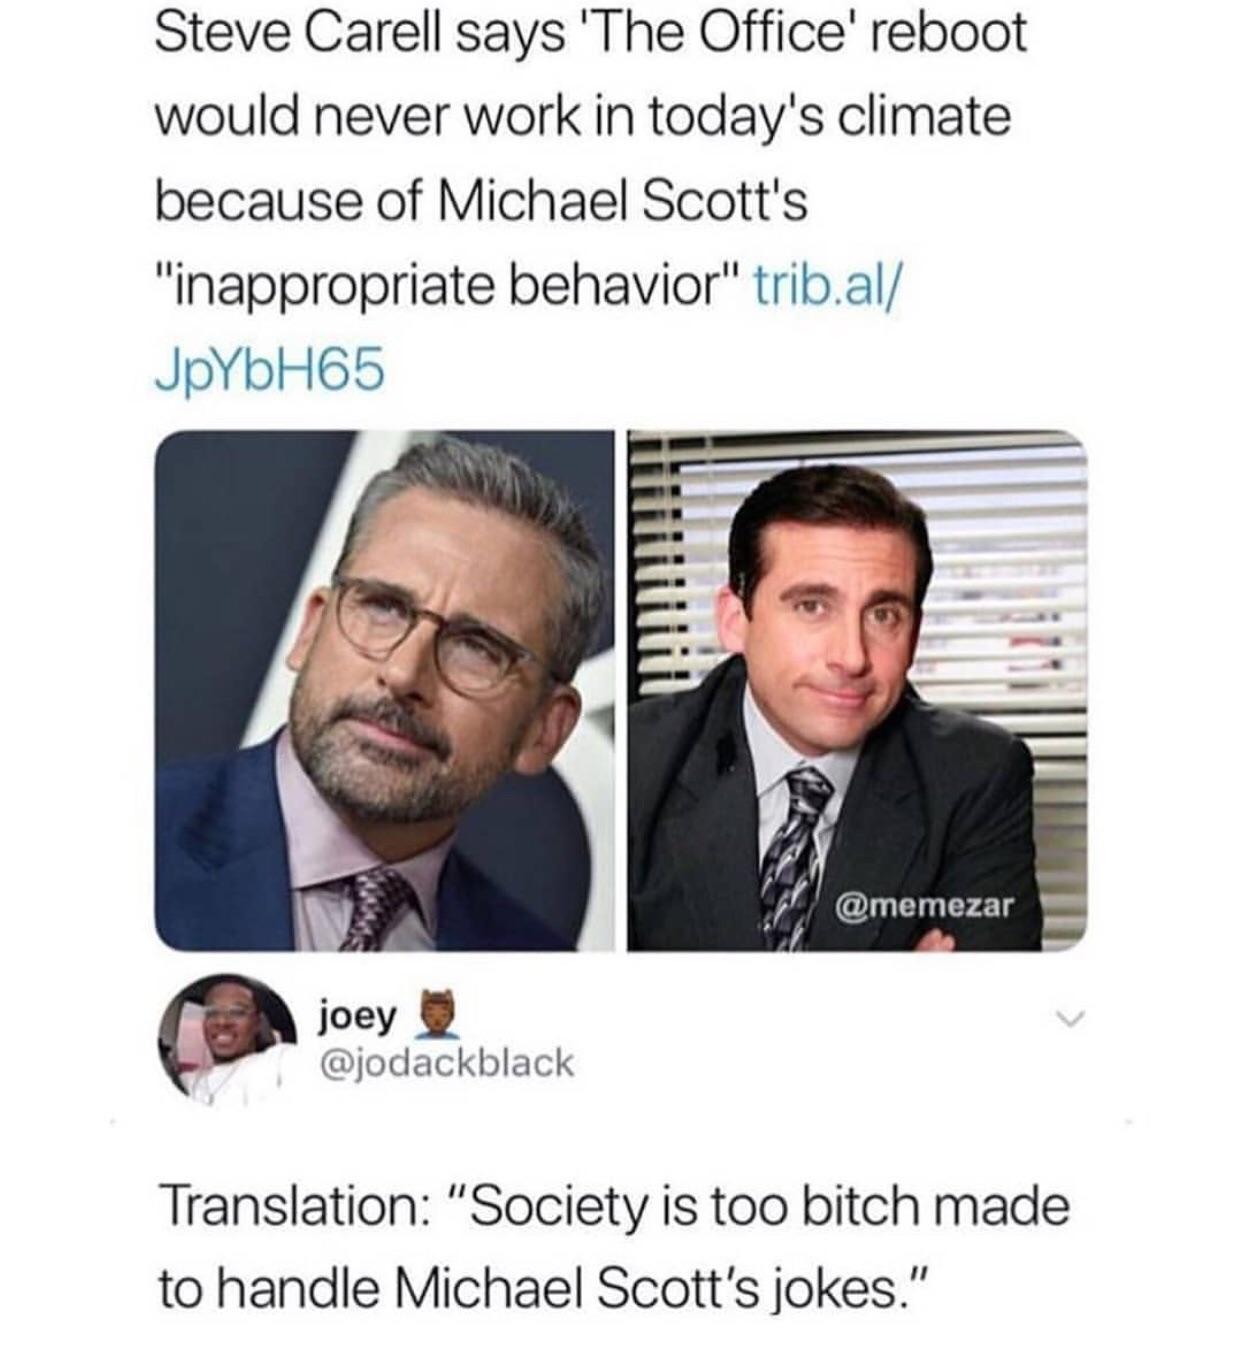 Steve Carell says 'The Office' reboot
would never work in today's climate
because of Michael Scott's
"inappropriate behavior" trib.al/
JpYbH65
@memezar
joey
@jodackblack
Translation: "Society is too bitch made
to handle Michael Scott's jokes."